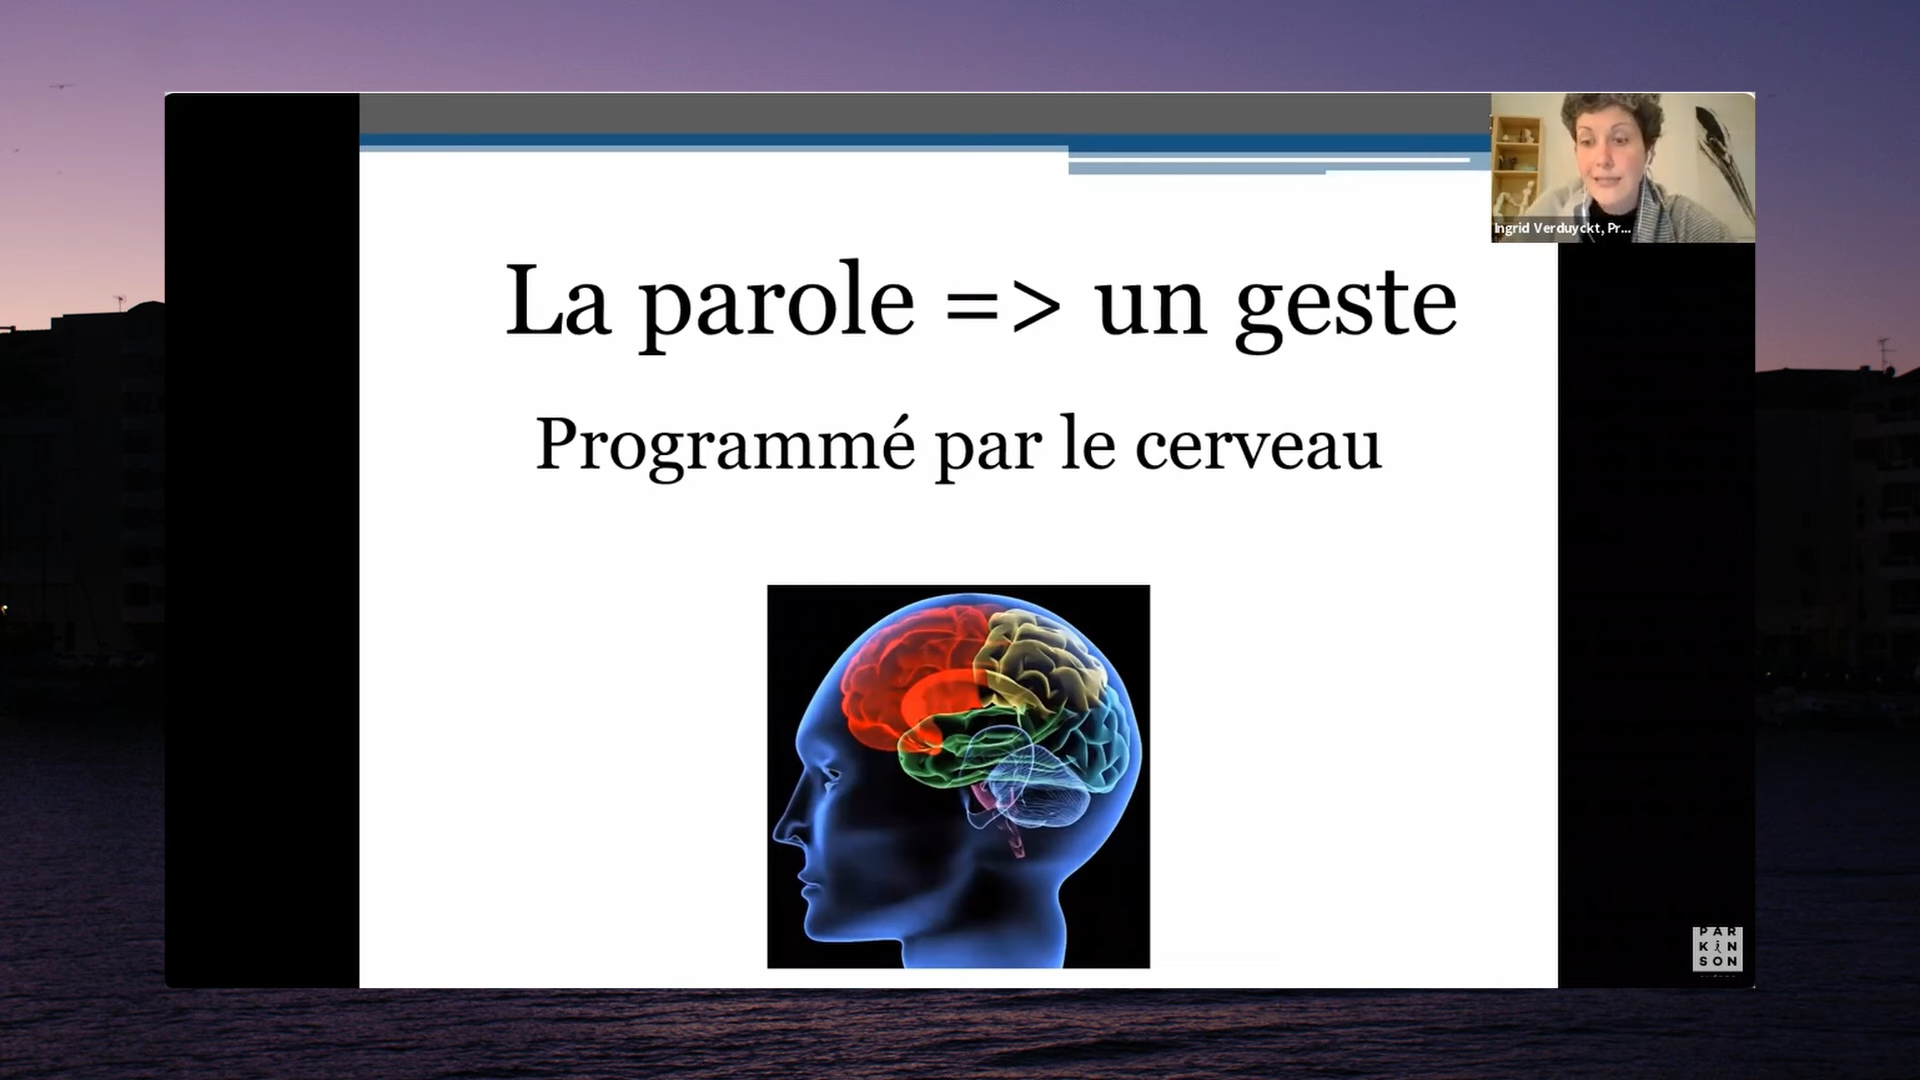 Ingrid Verduyckt, Pr...
La parole => un geste
Programmé par le cerveau
PAR
KiN
SON